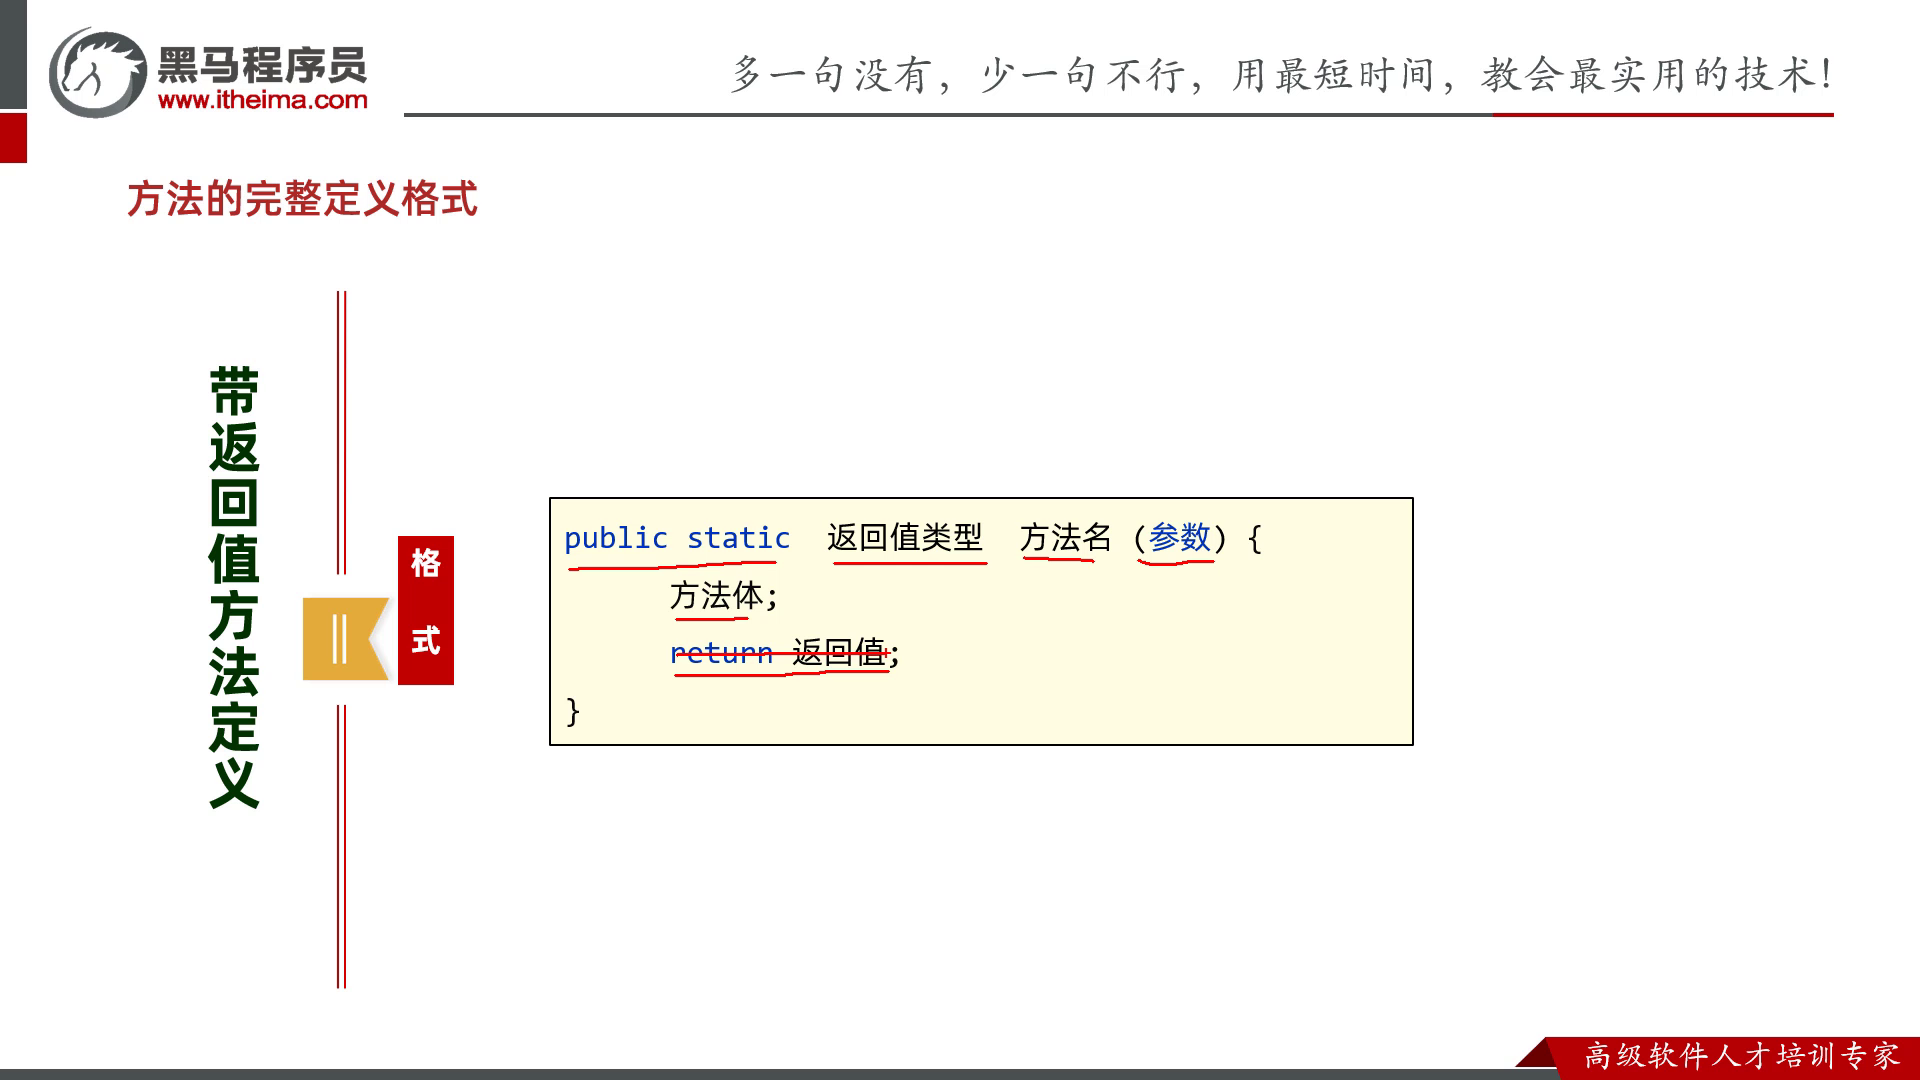 黑马程序员
www.itheima.com
多一句没有，少一句不行，用最短时间，教会最实用的技术！
方法的完整定义格式
带返回值方法定义
格式
public static 返回值类型 方法名 (参数) {
方法体;
return 返回值;
}
高级软件人才培训专家